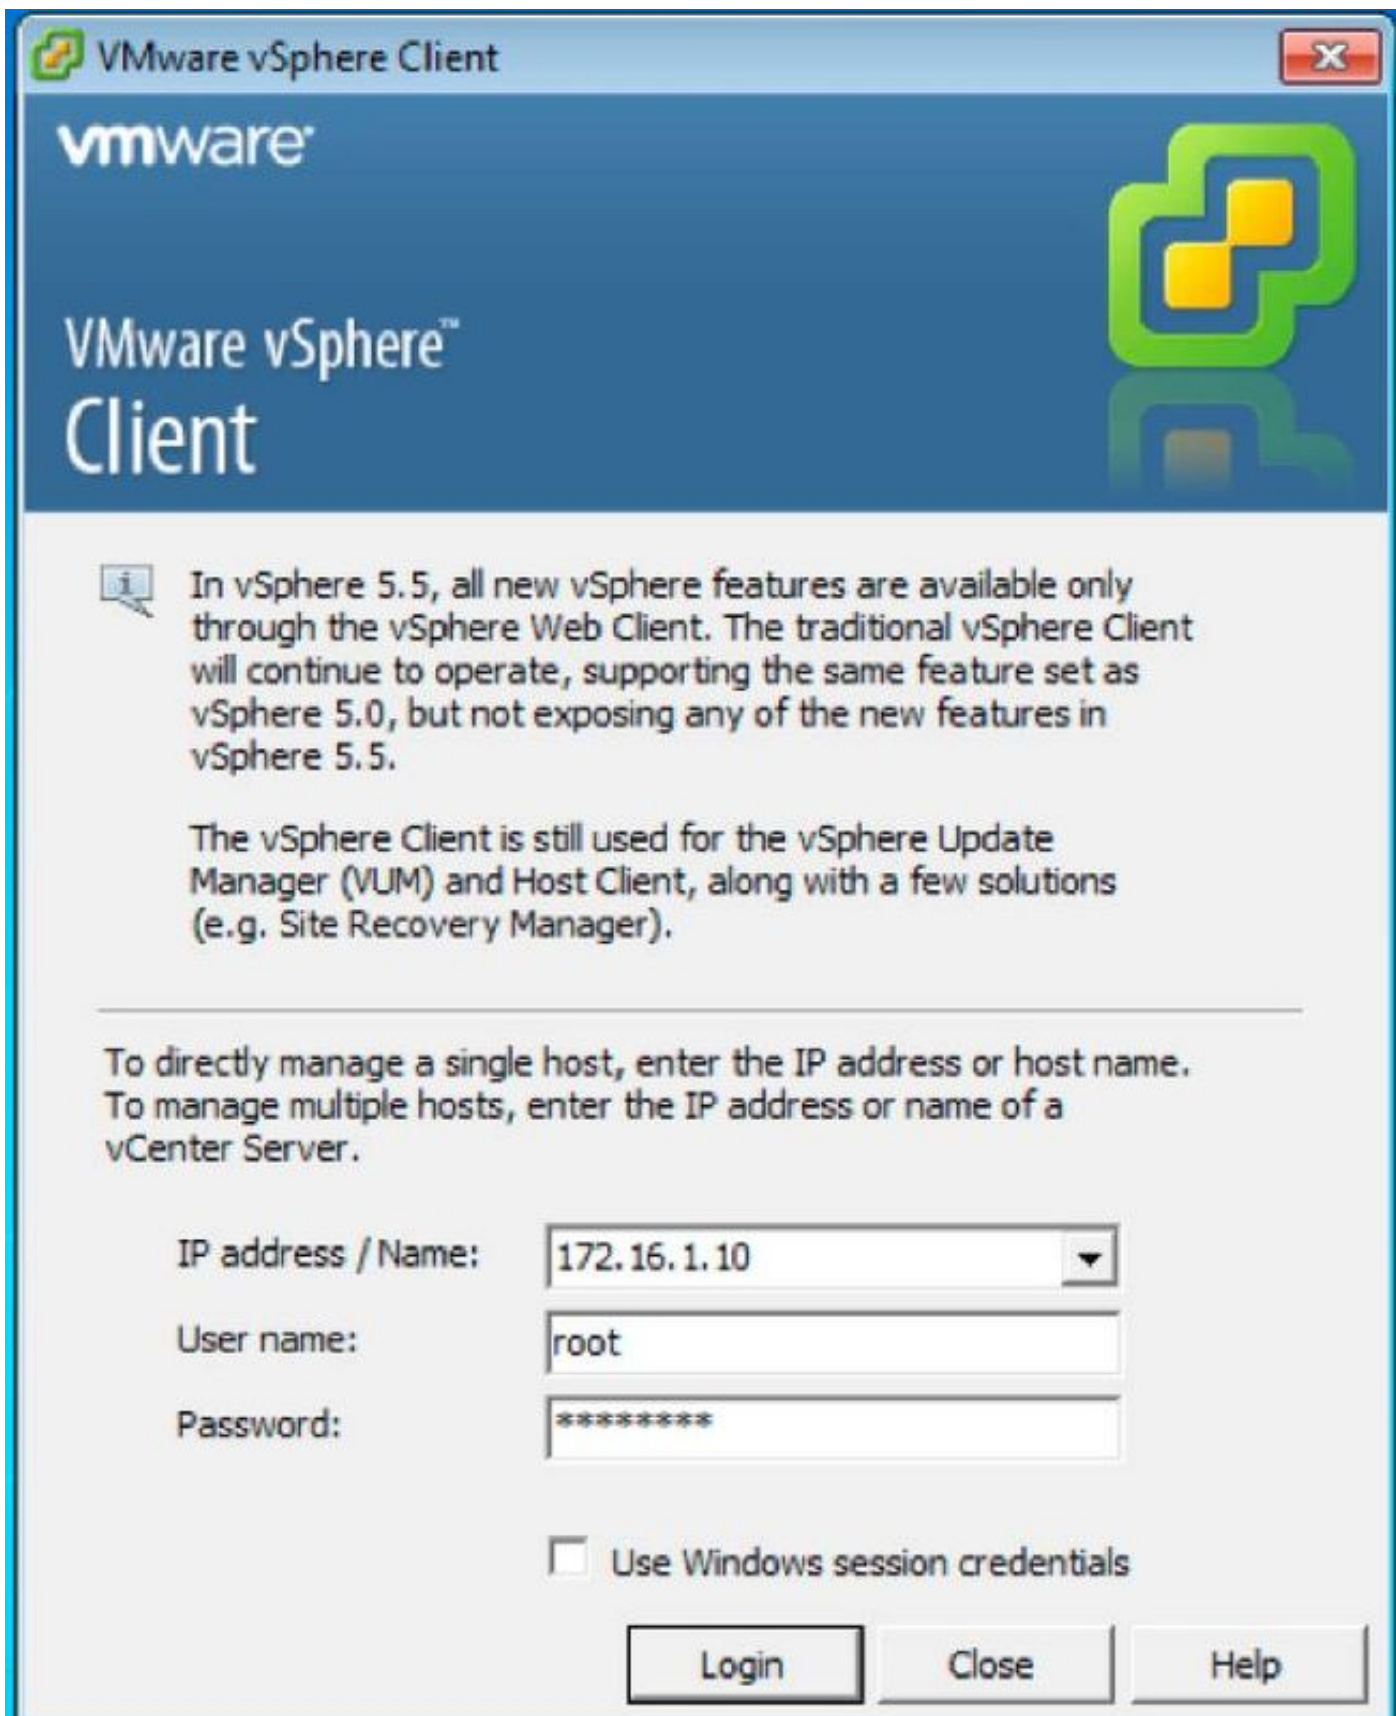 VMware vSphere Client
vmware
VMware vSphere™
Client
In vSphere 5.5, all new vSphere features are available only
through the vSphere Web Client. The traditional vSphere Client
will continue to operate, supporting the same feature set as
vSphere 5.0, but not exposing any of the new features in
vSphere 5.5.
The vSphere Client is still used for the vSphere Update
Manager (VUM) and Host Client, along with a few solutions
(e.g. Site Recovery Manager).
To directly manage a single host, enter the IP address or host name.
To manage multiple hosts, enter the IP address or name of a
vCenter Server.
IP address / Name: 172.16.1.10
User name: root
Password: ********
Use Windows session credentials
Login Close Help